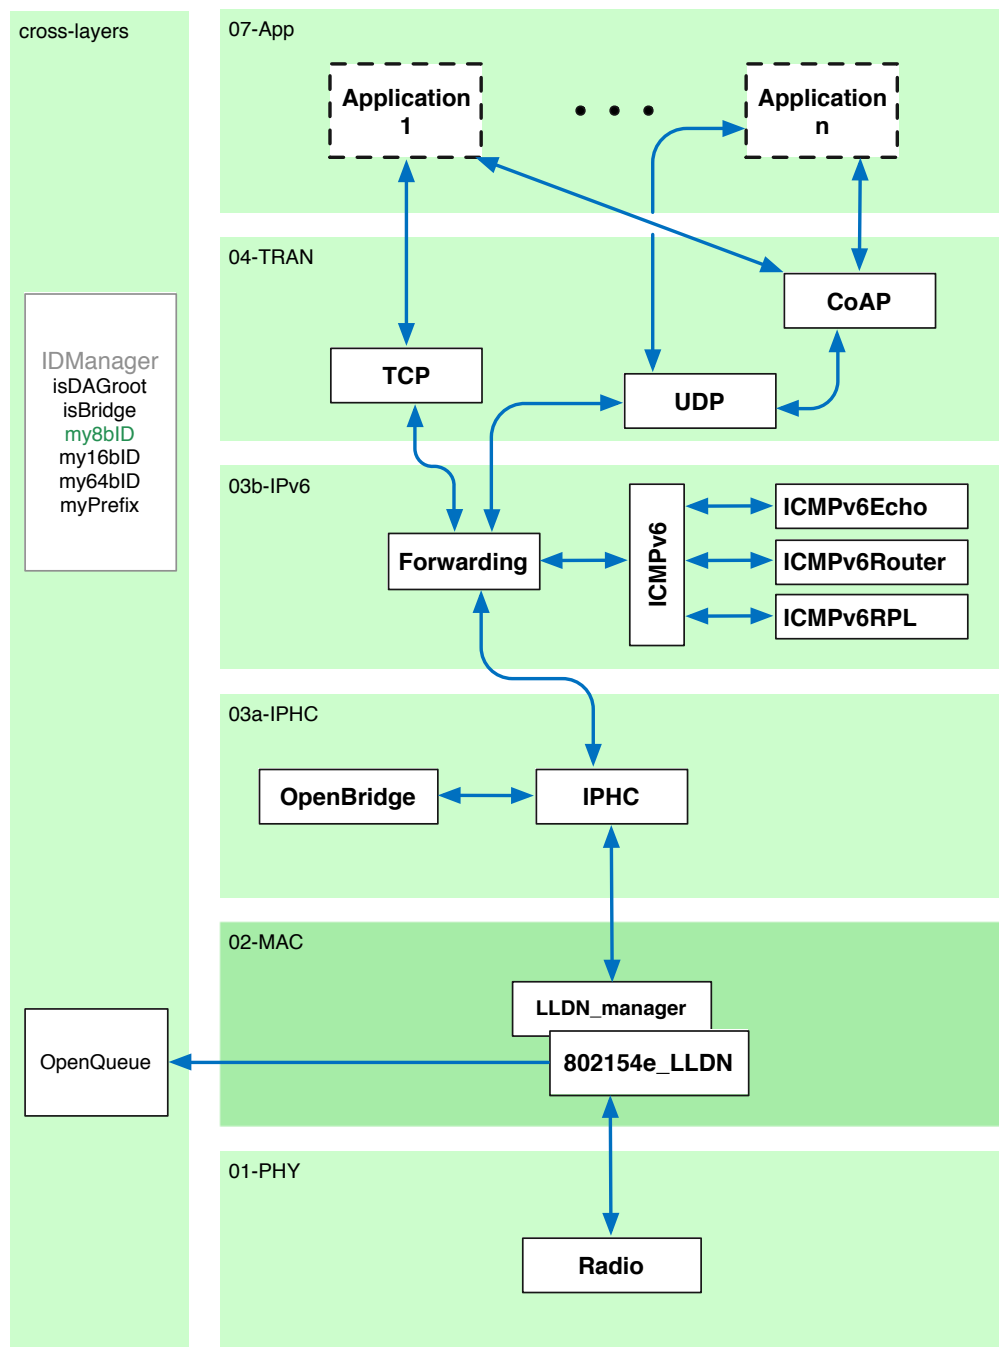 cross-layers
IDManager
isDAGroot
isBridge
my8bID
my16bID
my64bID
myPrefix
OpenQueue
07-App
Application
1
Application
n
04-TRAN
CoAP
TCP
UDP
03b-IPv6
Forwarding
ICMPv6
ICMPv6Echo
ICMPv6Router
ICMPv6RPL
03a-IPHC
OpenBridge
IPHC
02-MAC
LLDN_manager
802154e_LLDN
01-PHY
Radio